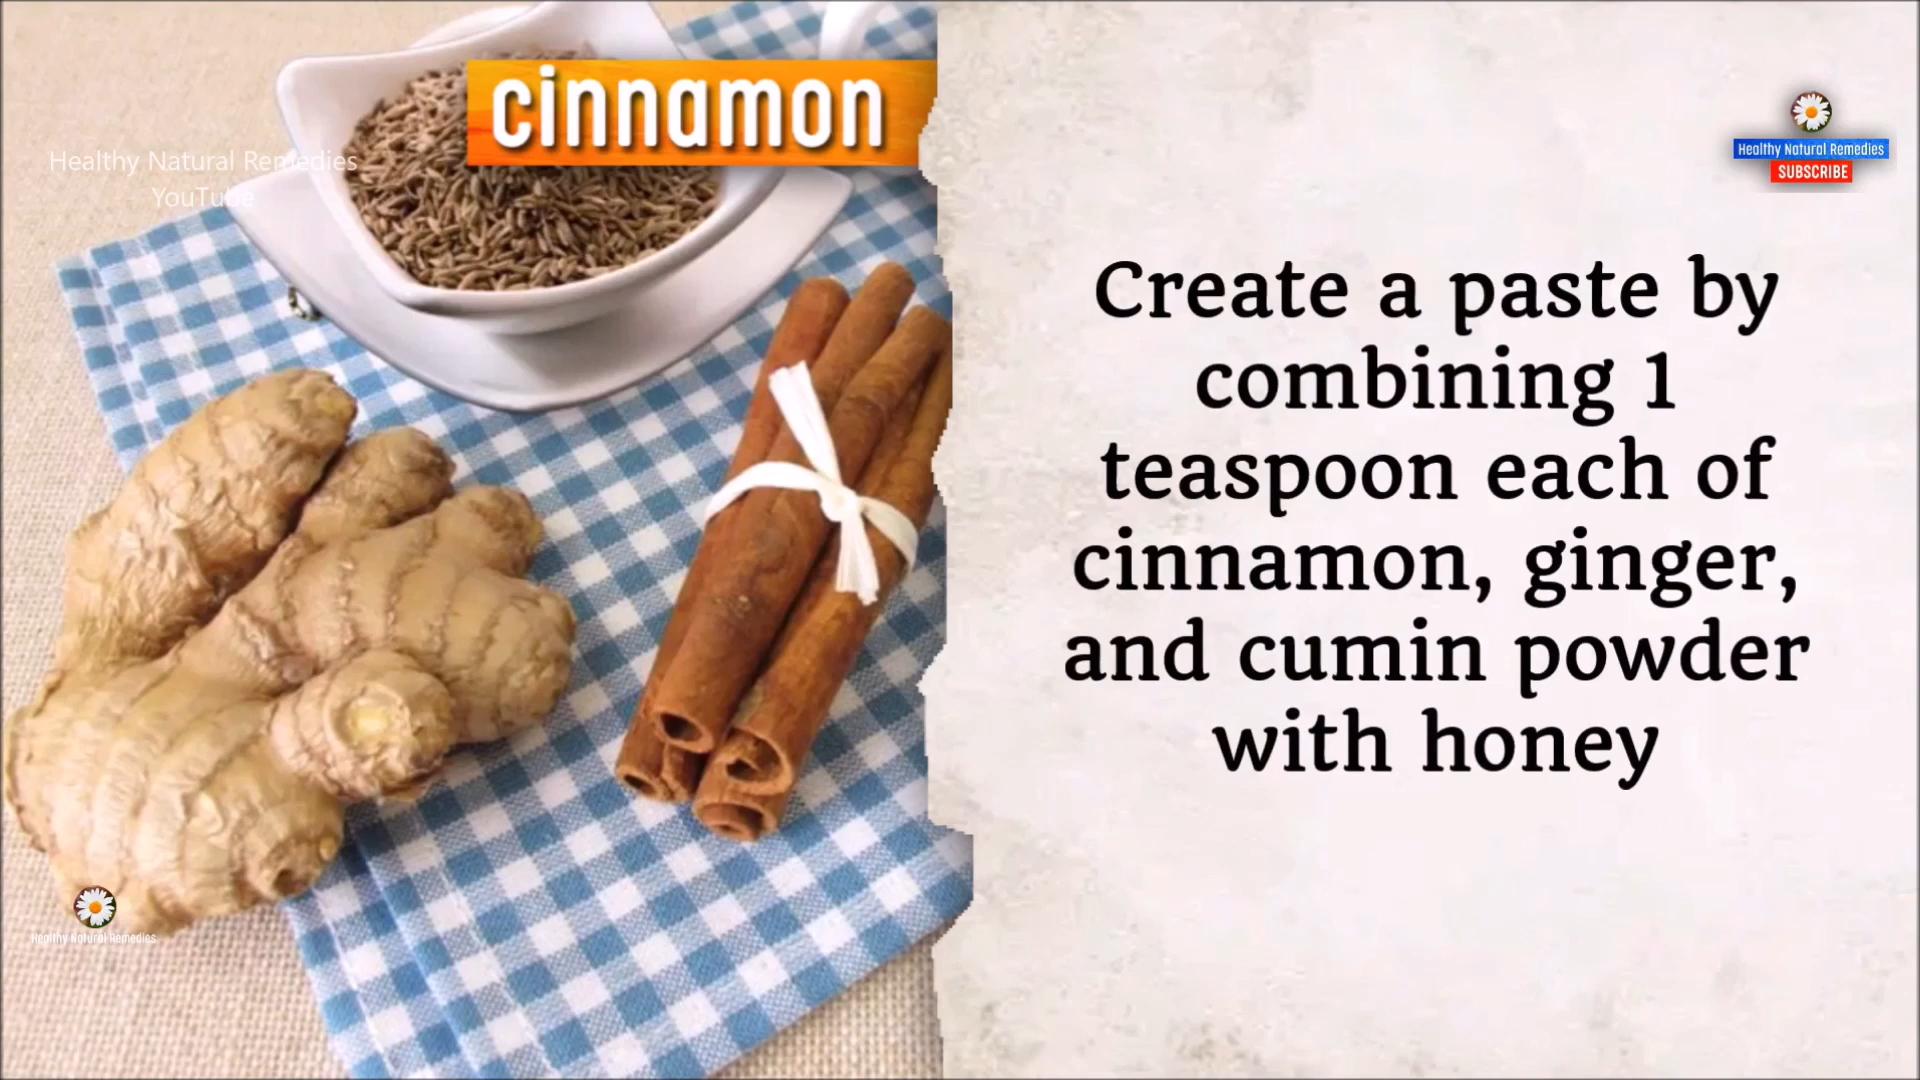 cinnamon
Healthy Natural Remedies
YouTube
Healthy Natural Remedies
SUBSCRIBE
Create a paste by
combining 1
teaspoon each of
cinnamon, ginger,
and cumin powder
with honey
Healthy Natural Remedies